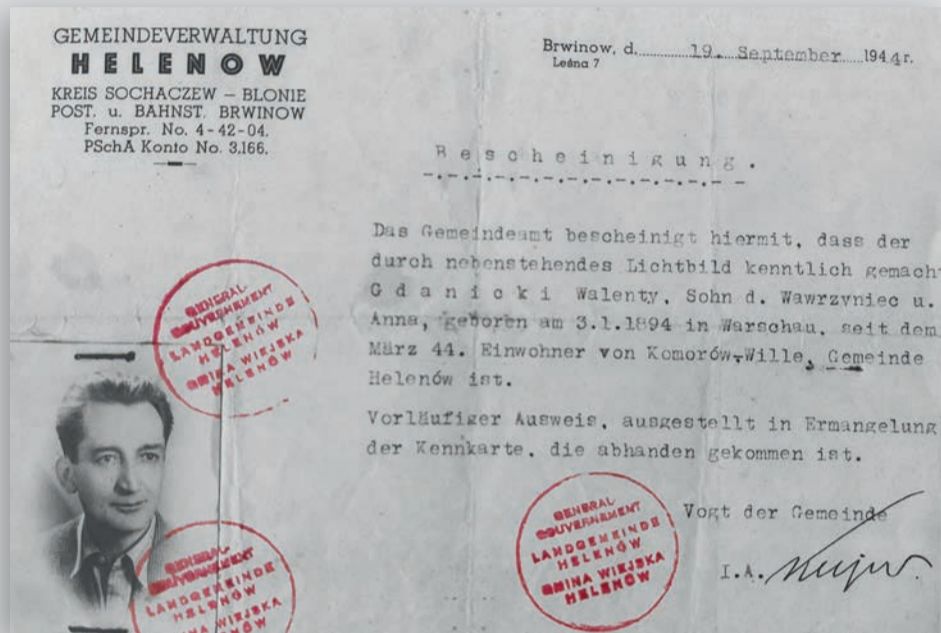 GEMEINDEVERWALTUNG
HELENOW
KREIS SOCHACZEW – BLONIE
POST. u. BAHNST. BRWINOW
Fernspr. No. 4-42-04.
PSchA Konto No. 3.166.
Brwinow, d. 19. September 1944r.
Leśna 7
Bescheinigung.
Das Gemeindeamt bescheinigt hiermit, dass der
durch nebenstehendes Lichtbild kenntlich gemacht
Gdanicki Walenty, Sohn d. Wawrzyniec u.
Anna, geboren am 3.1.1894 in Warschau, seit dem
März 44. Einwohner von Komorów-Wille, Gemeinde
Helenów ist.
Vorläufiger Ausweis, ausgestellt in Ermangelung
der Kennkarte, die abhanden gekommen ist.
Vogt der Gemeinde
I.A.
GENERAL-
GOUVERNEMENT
LANDGEMEINDE
HELENÓW
GMINA WIEJSKA
HELENÓW
GENERAL-
GOUVERNEMENT
LANDGEMEINDE
HELENÓW
GMINA WIEJSKA
HELENÓW
GENERAL-
GOUVERNEMENT
LANDGEMEINDE
HELENÓW
GMINA WIEJSKA
HELENÓW